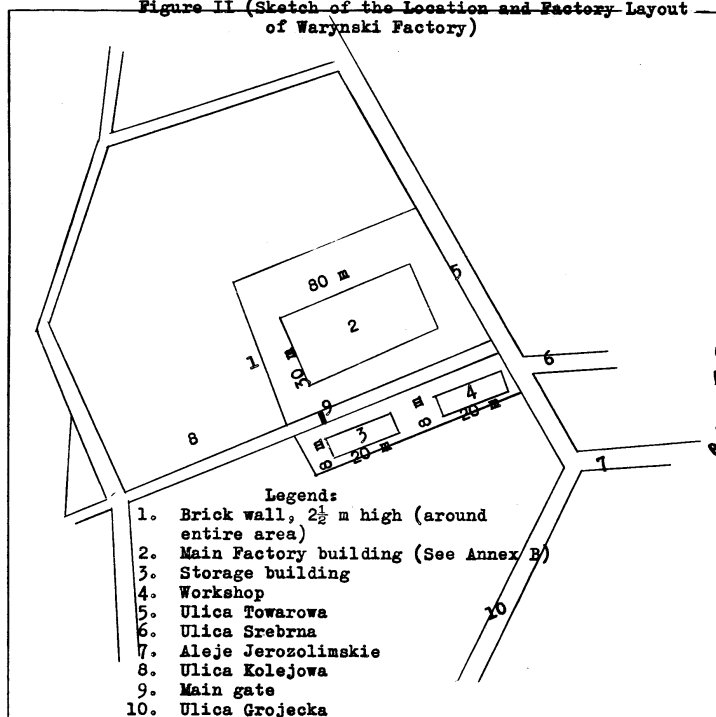 Figure II (Sketch of the Location and Factory Layout
of Warynski Factory)
5
80 m
2
6
1
30 m
9
4
8 m
20 m
8
3
8 m
20 m
7
Legend:
1. Brick wall, 2½ m high (around
entire area)
2. Main Factory building (See Annex B)
3. Storage building
4. Workshop
5. Ulica Towarowa
6. Ulica Srebrna
7. Aleje Jerozolimskie
8. Ulica Kolejowa
9. Main gate
10. Ulica Grojecka
10